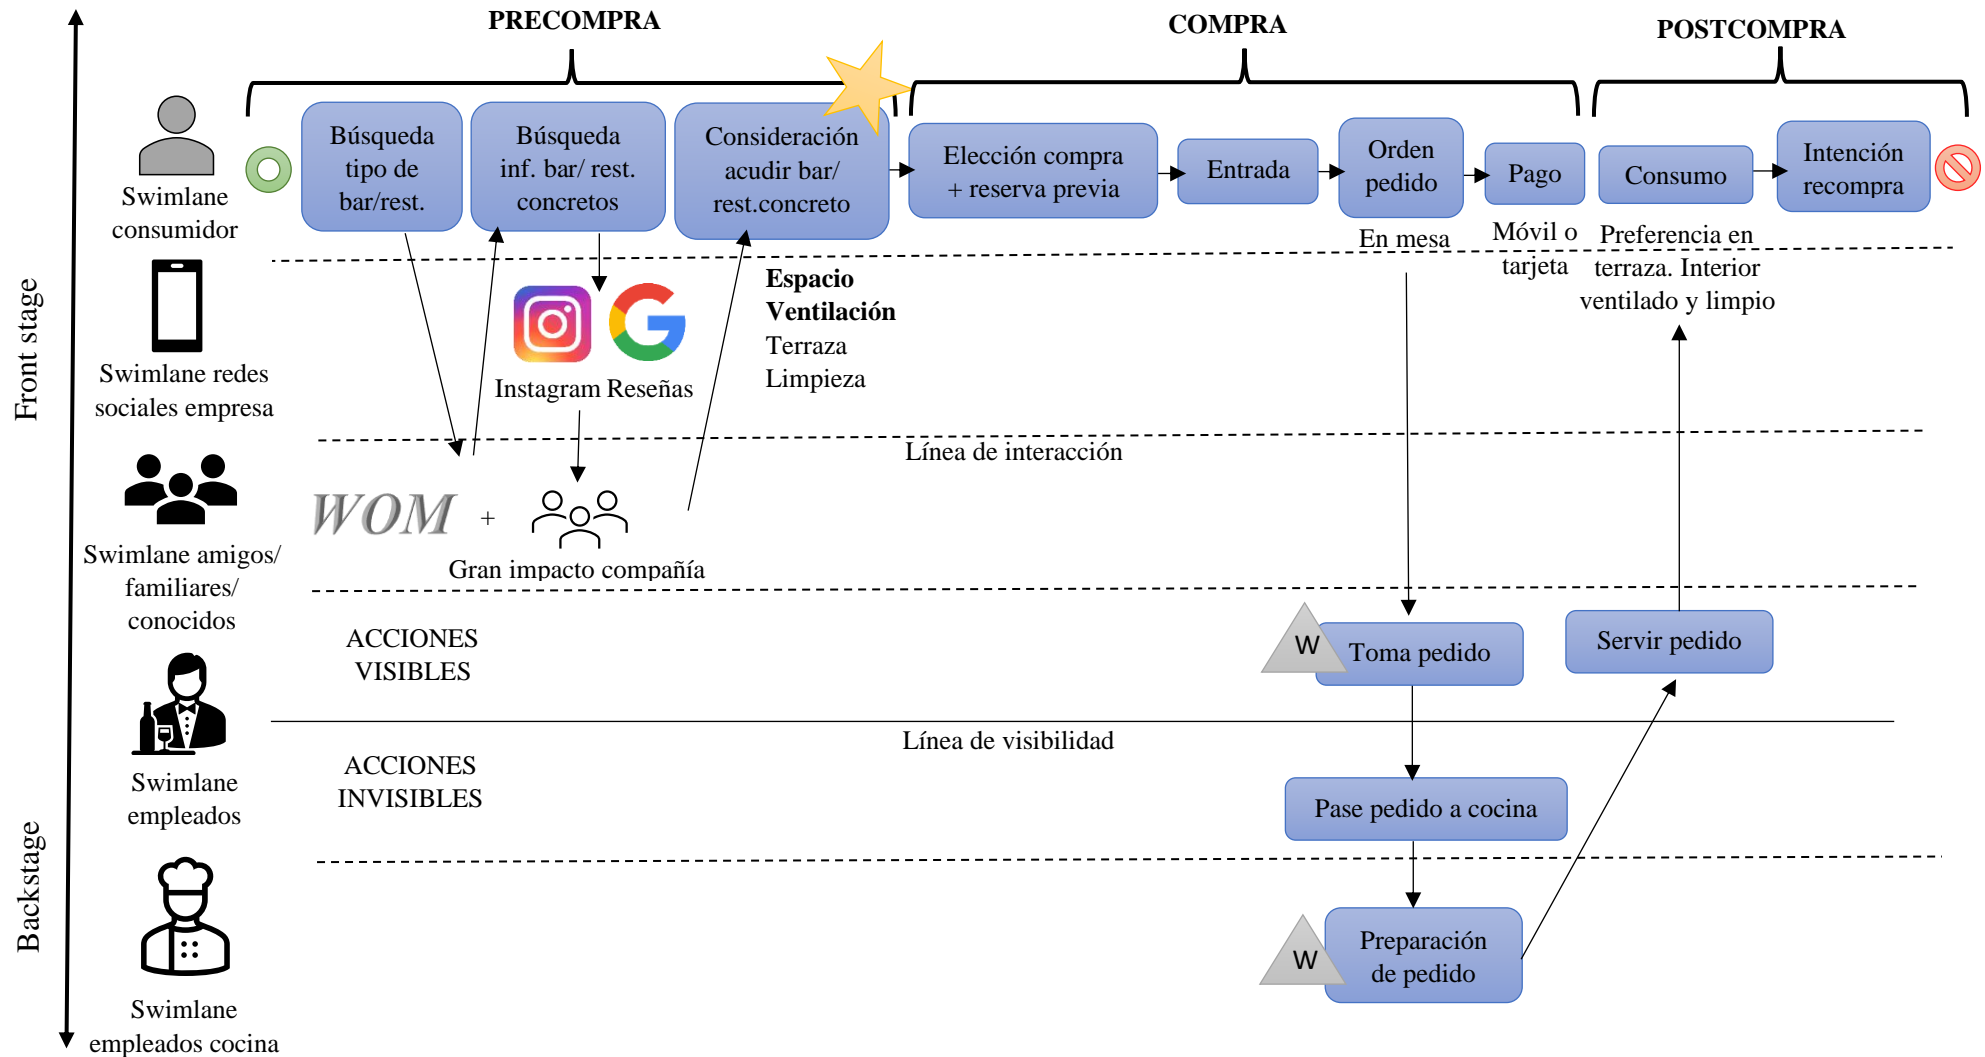 PRECOMPRA
COMPRA
POSTCOMPRA
Búsqueda
tipo de
bar/rest.
Búsqueda
inf. bar/ rest.
concretos
Consideración
acudir bar/
rest.concreto
Elección compra
+ reserva previa
Entrada
Orden
pedido
Pago
Consumo
Intención
recompra
Swimlane
consumidor
En mesa
Móvil o
tarjeta
Preferencia en
terraza. Interior
ventilado y limpio
Front stage
Swimlane redes
sociales empresa
Instagram Reseñas
Espacio
Ventilación
Terraza
Limpieza
Línea de interacción
WOM +
Gran impacto compañía
Swimlane amigos/
familiares/
conocidos
ACCIONES
VISIBLES
W
Toma pedido
Servir pedido
Línea de visibilidad
Swimlane
empleados
ACCIONES
INVISIBLES
Pase pedido a cocina
Backstage
W
Preparación
de pedido
Swimlane
empleados cocina